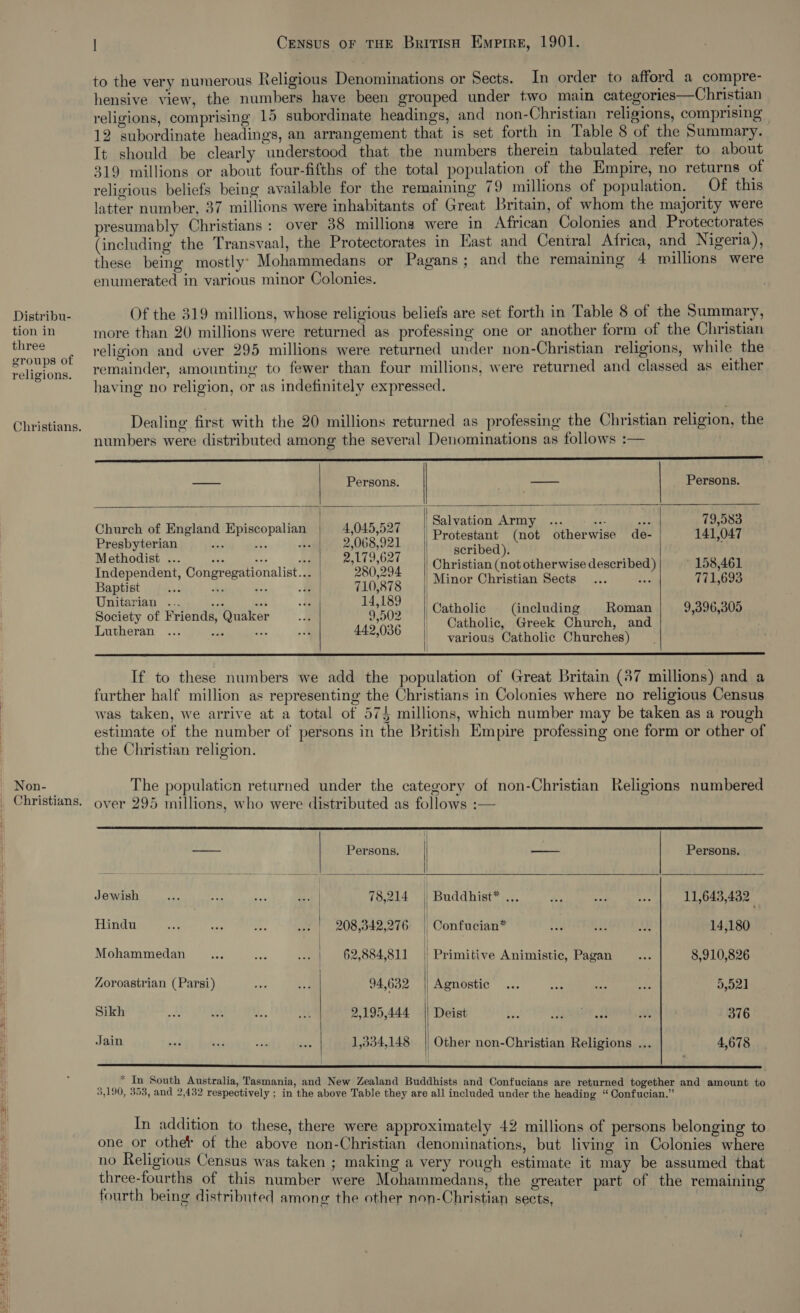 l
CENSUS OF THE BRITISH EMPIRE, 1901.
to the very numerous Religious Denominations or Sects. In order to afford a compre-
hensive view, the numbers have been grouped under two main categories—Christian
religions, comprising 15 subordinate headings, and non-Christian religions, comprising
12 subordinate headings, an arrangement that is set forth in Table 8 of the Summary.
It should be clearly understood that the numbers therein tabulated refer to about
319 millions or about four-fifths of the total population of the Empire, no returns of
religious beliefs being available for the remaining 79 millions of population. Of this
latter number, 37 millions were inhabitants of Great Britain, of whom the majority were
presumably Christians: over 38 millions were in African Colonies and Protectorates
(including the Transvaal, the Protectorates in East and Central Africa, and Nigeria),
these being mostly Mohammedans or Pagans; and the remaining 4 millions were
enumerated in various minor Colonies.
Distribu-
tion in
three
groups of
religions.
Of the 319 millions, whose religious beliefs are set forth in Table 8 of the Summary,
more than 20 millions were returned as professing one or another form of the Christian
religion and over 295 millions were returned under non-Christian religions, while the
remainder, amounting to fewer than four millions, were returned and classed as either
having no religion, or as indefinitely expressed.
Christians.
Dealing first with the 20 millions returned as professing the Christian religion, the
numbers were distributed among the several Denominations as follows :—
— Persons. — Persons.
Church of England Episcopalian 4,045,527
Presbyterian ... ... ... 2,068,921
Methodist ... ... ... ... 2,179,627
Independent, Congregationalist... 280,294
Baptist ... ... ... ... 710,878
Unitarian ... ... ... ... 14,189
Society of Friends, Quaker ... 9,502
Lutheran ... ... ... ... 442,036
Salvation Army ... ... ... 79,583
Protestant (not otherwise de- 141,047
scribed).
Christian (not otherwise described) 158,461
Minor Christian Sects ... ... 771,693
Catholic (including Roman 9,396,305
Catholic, Greek Church, and
various Catholic Churches)
If to these numbers we add the population of Great Britain (37 millions) and a
further half million as representing the Christians in Colonies where no religious Census
was taken, we arrive at a total of 57½ millions, which number may be taken as a rough
estimate of the number of persons in the British Empire professing one form or other of
the Christian religion.
Non-
Christians.
The population returned under the category of non-Christian Religions numbered
over 295 millions, who were distributed as follows :—
— Persons. — Persons.
Jewish ... ... ... ... 78,214 Buddhist* ... ... ... ... 11,643,432
Hindu ... ... ... ... 208,342,276 Confucian* ... ... ... 14,180
Mohammedan ... ... ... 62,884,811 Primitive Animistic, Pagan ... 8,910,826
Zoroastrian (Parsi) ... ... 94,632 Agnostic ... ... ... ... 5,521
Sikh ... ... ... ... 2,195,444 Deist ... ... ... ... 376
Jain ... ... ... ... 1,334,148 Other non-Christian Religions ... 4,678
* In South Australia, Tasmania, and New Zealand Buddhists and Confucians are returned together and amount to
3,190, 353, and 2,432 respectively; in the above Table they are all included under the heading “Confucian.”
In addition to these, there were approximately 42 millions of persons belonging to
one or other of the above non-Christian denominations, but living in Colonies where
no Religious Census was taken; making a very rough estimate it may be assumed that
three-fourths of this number were Mohammedans, the greater part of the remaining
fourth being distributed among the other non-Christian sects,